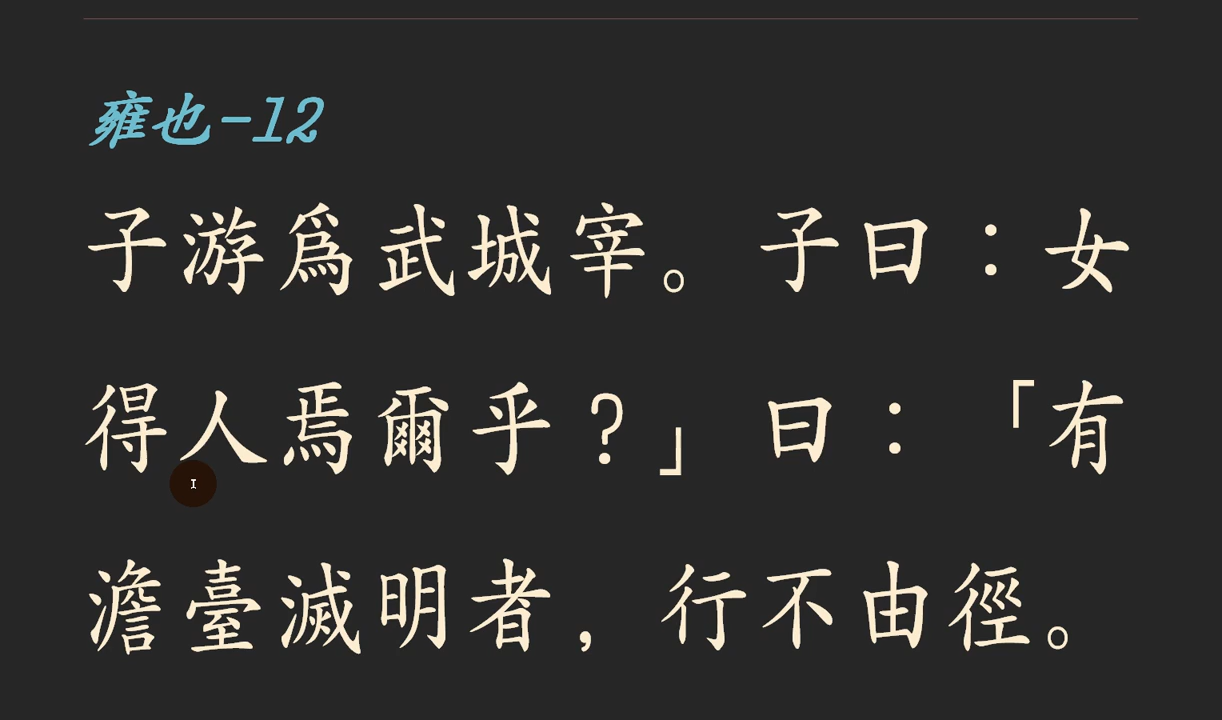 雍也-12
子游爲武城宰。 子曰：女
得人焉爾乎？」 曰：「有
澹臺滅明者，行不由徑。